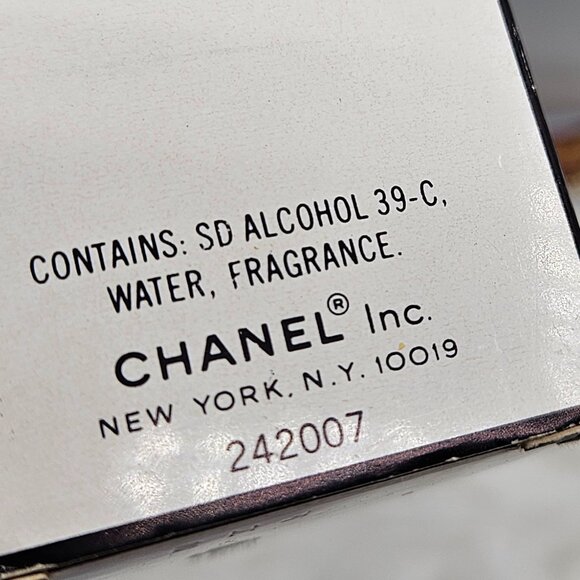 CONTAINS: SD ALCOHOL 39-C,
WATER, FRAGRANCE.
CHANEL® Inc.
NEW YORK, N.Y. 10019
242007